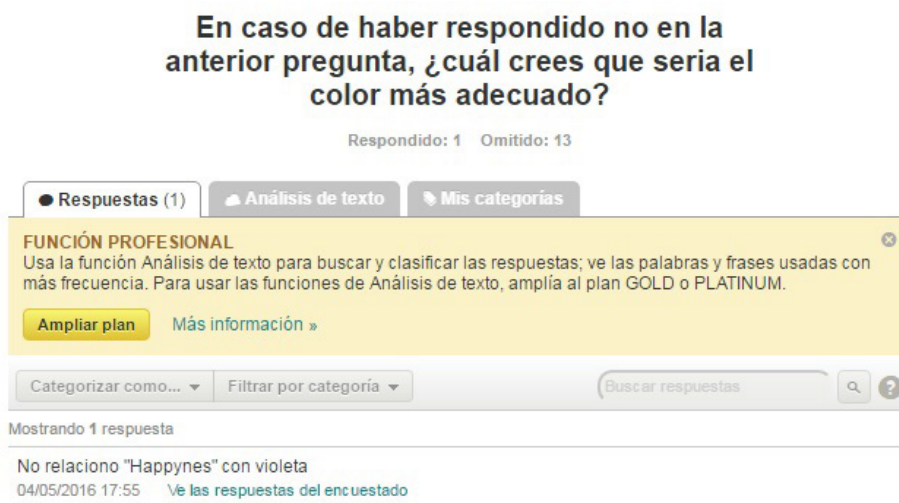 En caso de haber respondido no en la
anterior pregunta, ¿cuál crees que seria el
color más adecuado?
Respondido: 1 Omitido: 13
Respuestas (1) Análisis de texto Mis categorías
FUNCIÓN PROFESIONAL
Usa la función Análisis de texto para buscar y clasificar las respuestas; ve las palabras y frases usadas con
más frecuencia. Para usar las funciones de Análisis de texto, amplía al plan GOLD o PLATINUM.
Ampliar plan Más información »
Categorizar como... Filtrar por categoría Buscar respuestas ?
Mostrando 1 respuesta
No relaciono "Happynes" con violeta
04/05/2016 17:55 Ve las respuestas del encuestado